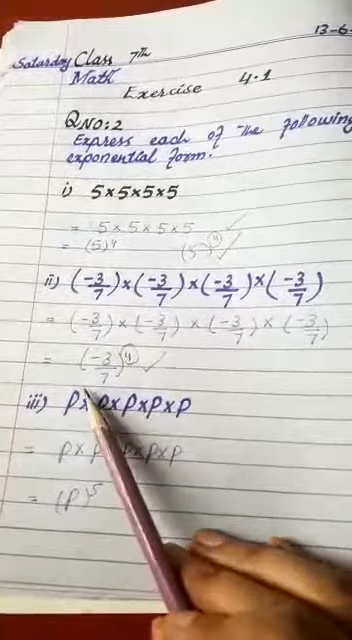 13-6-
Saturday Class 7th
Math
Exercise 4.1
Q NO:2
Express each of the following
exponential form.
i) 5×5×5×5
= 5×5×5×5
= (5)⁴ (5)⁴
ii) (-3/7)×(-3/7)×(-3/7)×(-3/7)
= (-3/7)×(-3/7)×(-3/7)×(-3/7)
= (-3/7)⁴
iii) P×P×P×P×P
= P×P×P×P×P
= (P)⁵